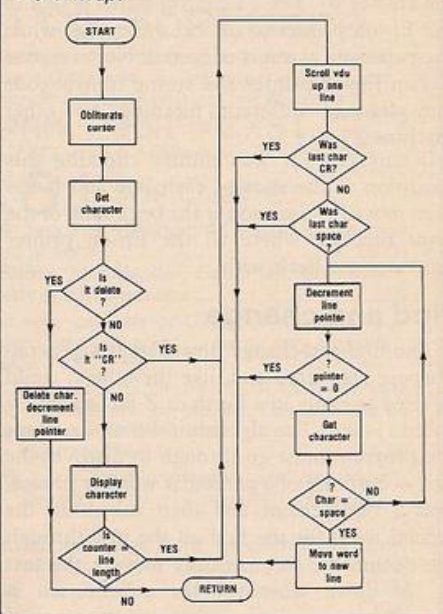 START
Obliterate
cursor
Get
character
Is
it delete
?
YES
NO
Is
it "CR"
?
YES
NO
Delete char.
decrement
line
pointer
Display
character
Is
counter =
line
length
YES
NO
RETURN
Scroll vdu
up one
line
Was
last char
CR?
YES
NO
Was
last char
space
?
YES
Decrement
line
pointer
?
pointer
= 0
YES
Get
character
?
Char =
space
NO
YES
Move word
to new
line